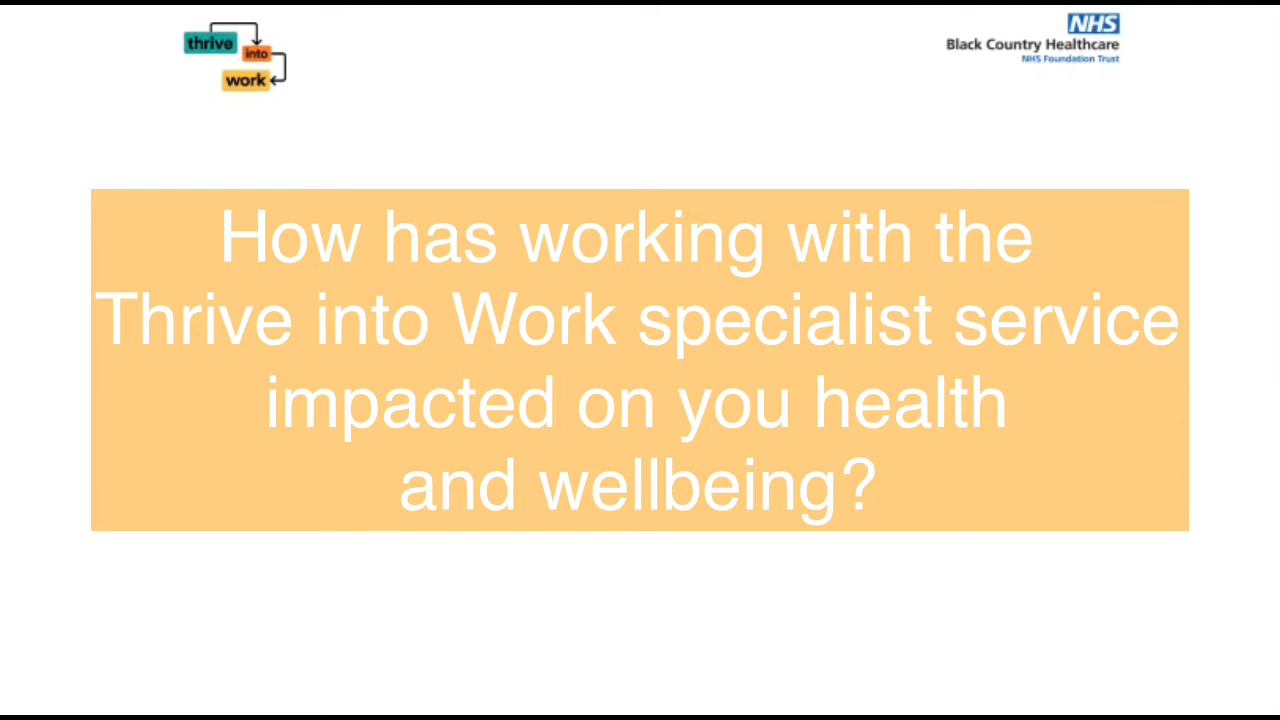 thrive
into
work
NHS
Black Country Healthcare
NHS Foundation Trust
How has working with the
Thrive into Work specialist service
impacted on you health
and wellbeing?